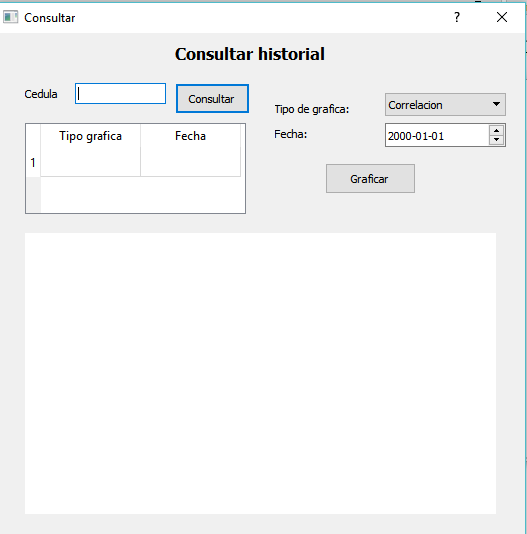 Consultar
Consultar historial
Cedula
Consultar
Tipo de grafica:
Correlacion
Fecha:
2000-01-01
Tipo grafica Fecha
1
Graficar